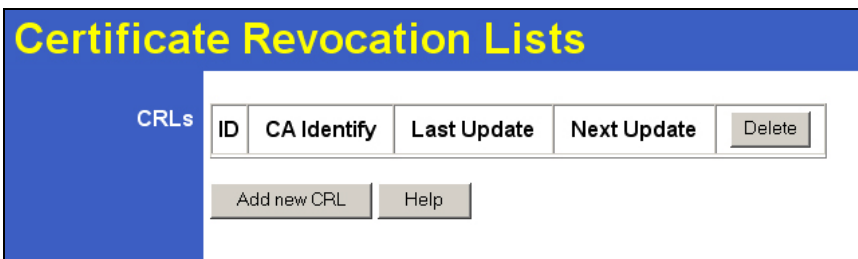 Certificate Revocation Lists
CRLs ID CA Identify Last Update Next Update Delete
Add new CRL Help